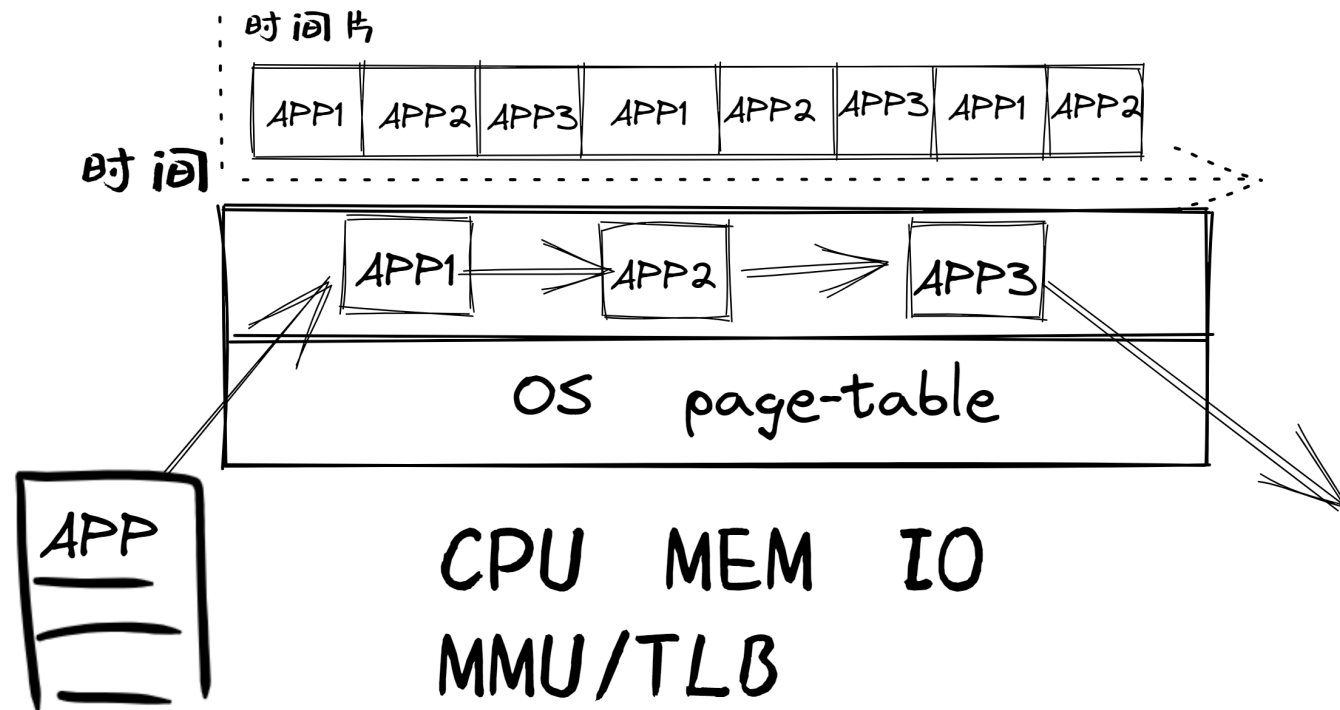 时间片
APP1 APP2 APP3 APP1 APP2 APP3 APP1 APP2
时间
APP1 APP2 APP3
OS page-table
APP
CPU MEM IO
MMU/TLB